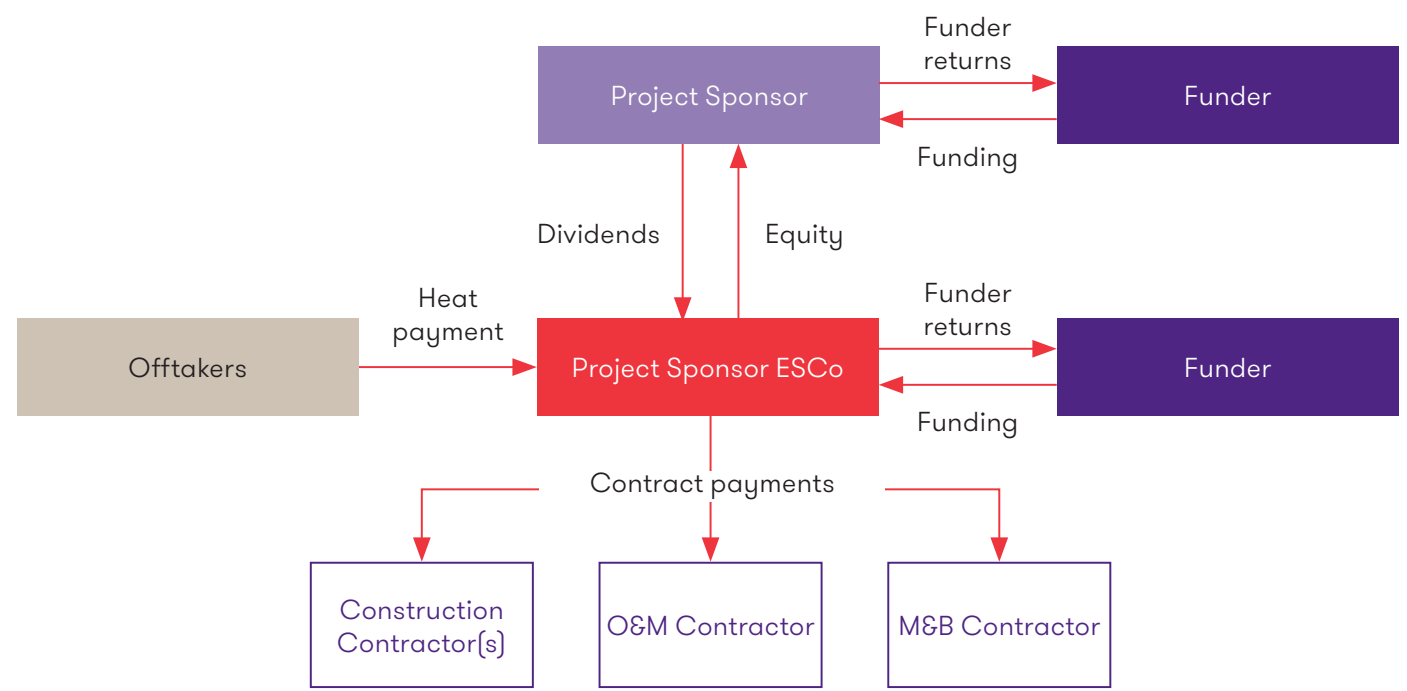 Funder
returns
Project Sponsor
Funder
Funding
Dividends
Equity
Heat
payment
Funder
returns
Offtakers
Project Sponsor ESCo
Funder
Funding
Contract payments
Construction
Contractor(s)
O&M Contractor
M&B Contractor